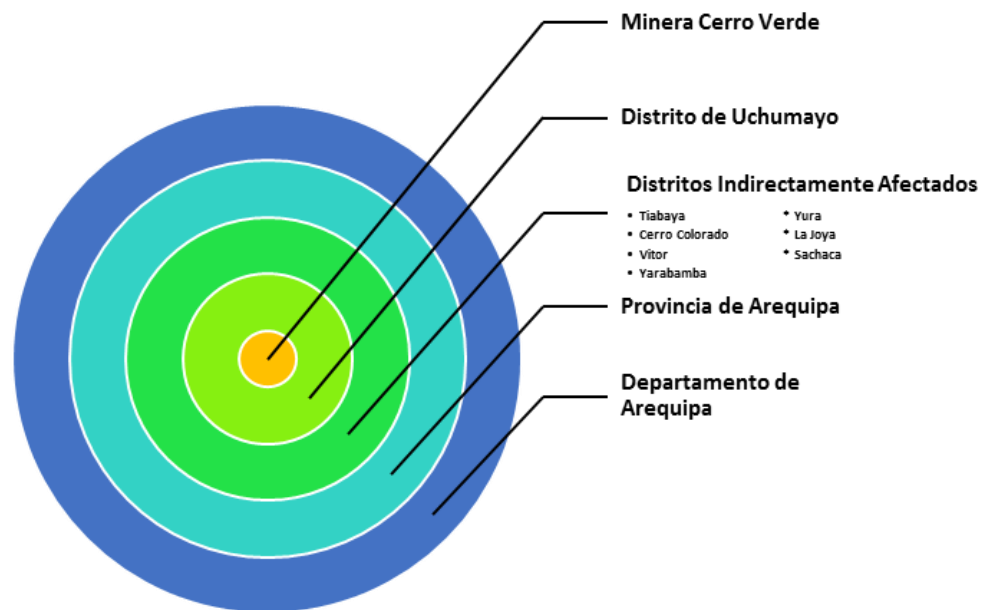 Minera Cerro Verde
Distrito de Uchumayo
Distritos Indirectamente Afectados
• Tiabaya
• Cerro Colorado
• Vitor
• Yarabamba
• Yura
• La Joya
• Sachaca
Provincia de Arequipa
Departamento de
Arequipa